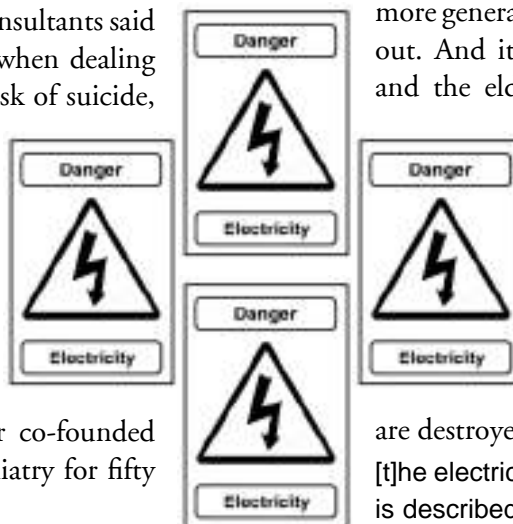 nsultants said
when dealing
sk of suicide,
r co-founded
iatry for fifty
more genera
out. And it
and the eld
are destroye
[t]he electric
is described
Danger
Electricity
Danger
Electricity
Danger
Electricity
Danger
Electricity